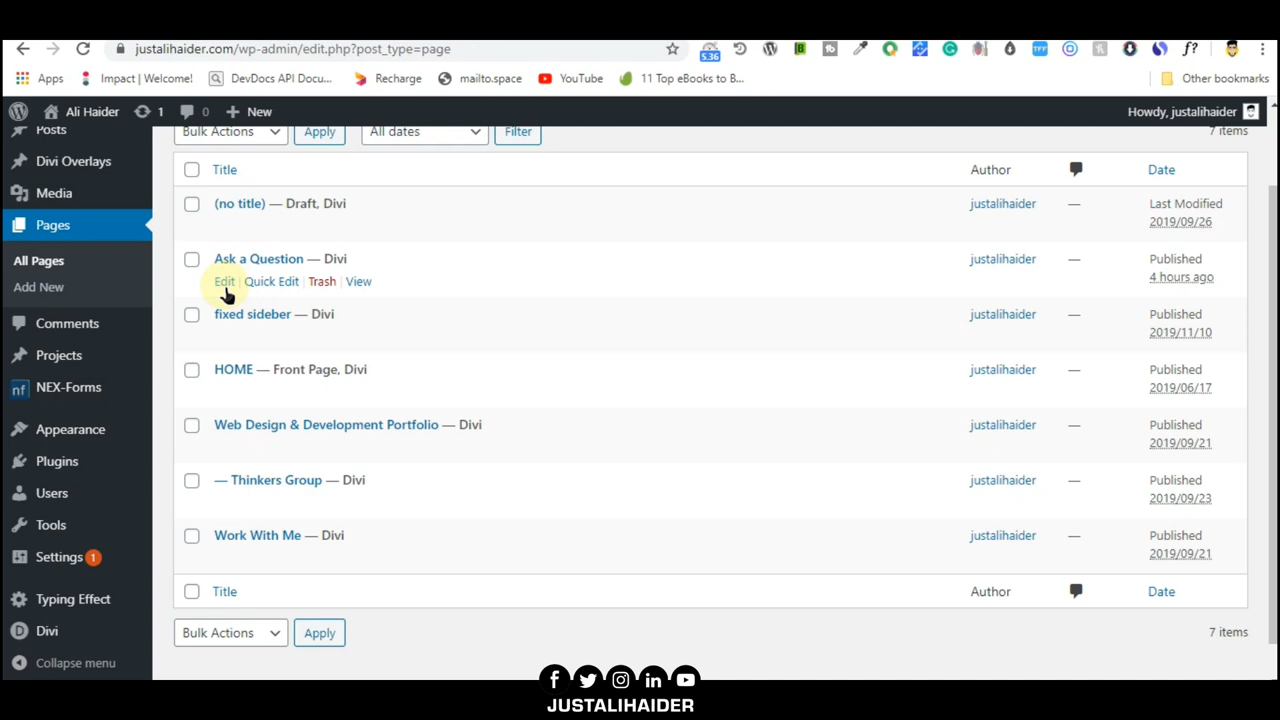 justalihaider.com/wp-admin/edit.php?post_type=page
5.36
TFF
f?
Apps
Impact | Welcome!
DevDocs API Docu...
Recharge
mailto.space
YouTube
11 Top eBooks to B...
Other bookmarks
Ali Haider
1
0
New
Howdy, justalihaider
Posts
Divi Overlays
Media
Pages
All Pages
Add New
Comments
Projects
nf NEX-Forms
Appearance
Plugins
Users
Tools
Settings 1
Typing Effect
D Divi
Collapse menu
Bulk Actions
Apply
All dates
Filter
7 items
Title
Author
Date
(no title) — Draft, Divi
justalihaider
—
Last Modified
2019/09/26
Ask a Question — Divi
Edit | Quick Edit | Trash | View
justalihaider
—
Published
4 hours ago
fixed sideber — Divi
justalihaider
—
Published
2019/11/10
HOME — Front Page, Divi
justalihaider
—
Published
2019/06/17
Web Design & Development Portfolio — Divi
justalihaider
—
Published
2019/09/21
— Thinkers Group — Divi
justalihaider
—
Published
2019/09/23
Work With Me — Divi
justalihaider
—
Published
2019/09/21
Title
Author
Date
Bulk Actions
Apply
7 items
JUSTALIHAIDER